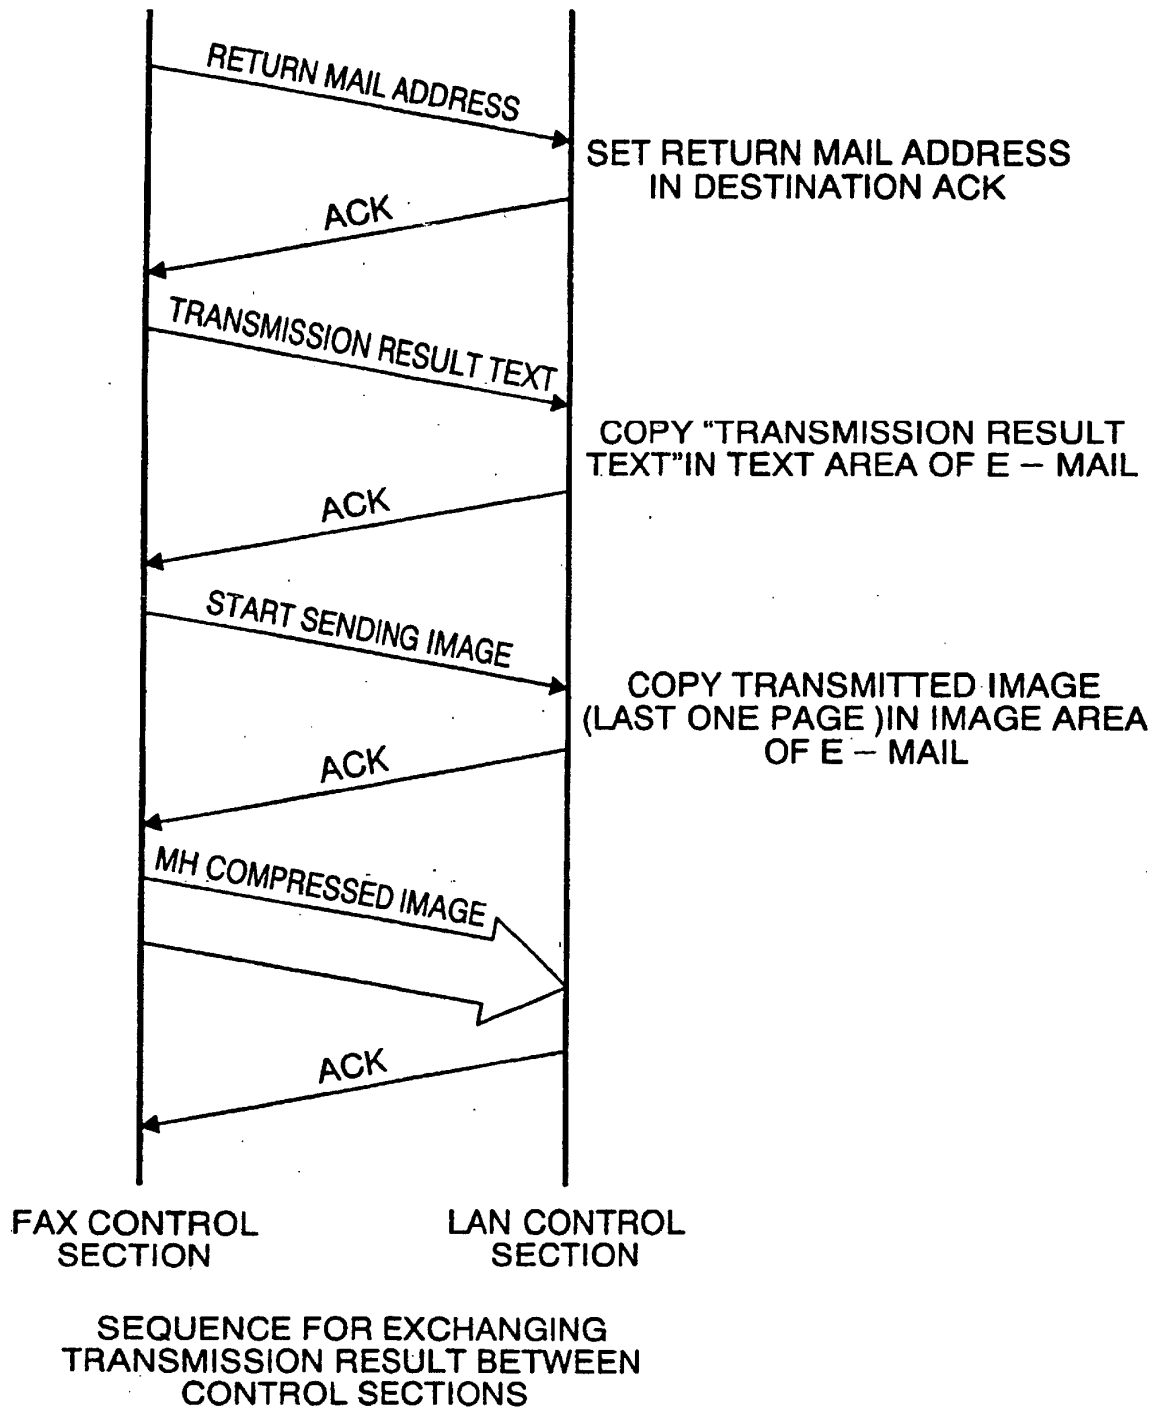 RETURN MAIL ADDRESS
SET RETURN MAIL ADDRESS
IN DESTINATION ACK
ACK
TRANSMISSION RESULT TEXT
COPY "TRANSMISSION RESULT
TEXT"IN TEXT AREA OF E – MAIL
ACK
START SENDING IMAGE
COPY TRANSMITTED IMAGE
(LAST ONE PAGE )IN IMAGE AREA
OF E – MAIL
ACK
MH COMPRESSED IMAGE
ACK
FAX CONTROL
SECTION
LAN CONTROL
SECTION
SEQUENCE FOR EXCHANGING
TRANSMISSION RESULT BETWEEN
CONTROL SECTIONS